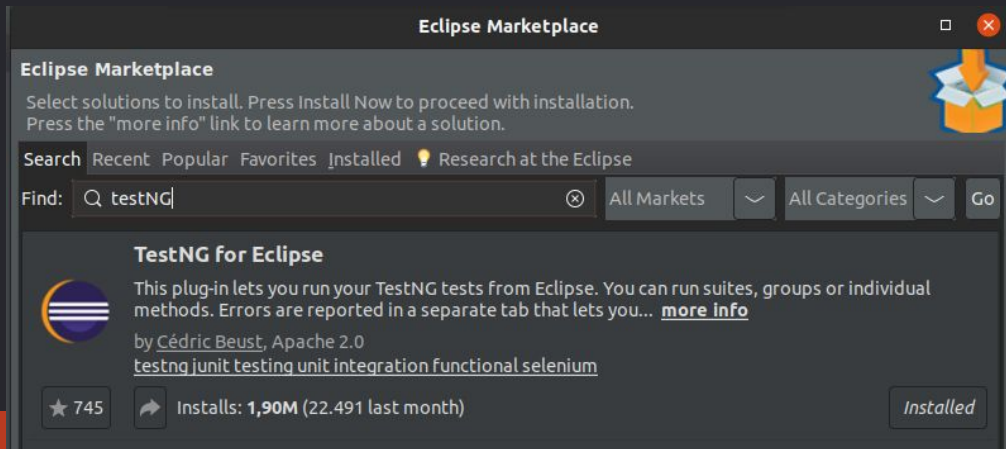 Eclipse Marketplace
Eclipse Marketplace
Select solutions to install. Press Install Now to proceed with installation.
Press the "more info" link to learn more about a solution.
Search Recent Popular Favorites Installed Research at the Eclipse
Find: testNG All Markets All Categories Go
TestNG for Eclipse
This plug-in lets you run your TestNG tests from Eclipse. You can run suites, groups or individual
methods. Errors are reported in a separate tab that lets you... more info
by Cédric Beust, Apache 2.0
testng junit testing unit integration functional selenium
745 Installs: 1,90M (22.491 last month) Installed